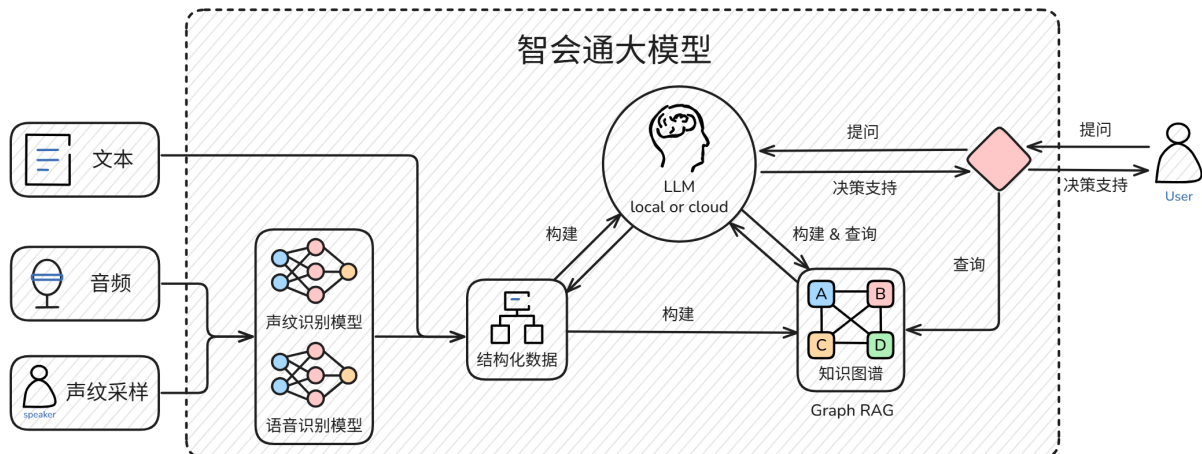 智会通大模型
文本
音频
声纹采样
speaker
声纹识别模型
语音识别模型
结构化数据
构建
LLM
local or cloud
构建 & 查询
构建
A
B
C
D
知识图谱
Graph RAG
提问
决策支持
查询
提问
决策支持
User